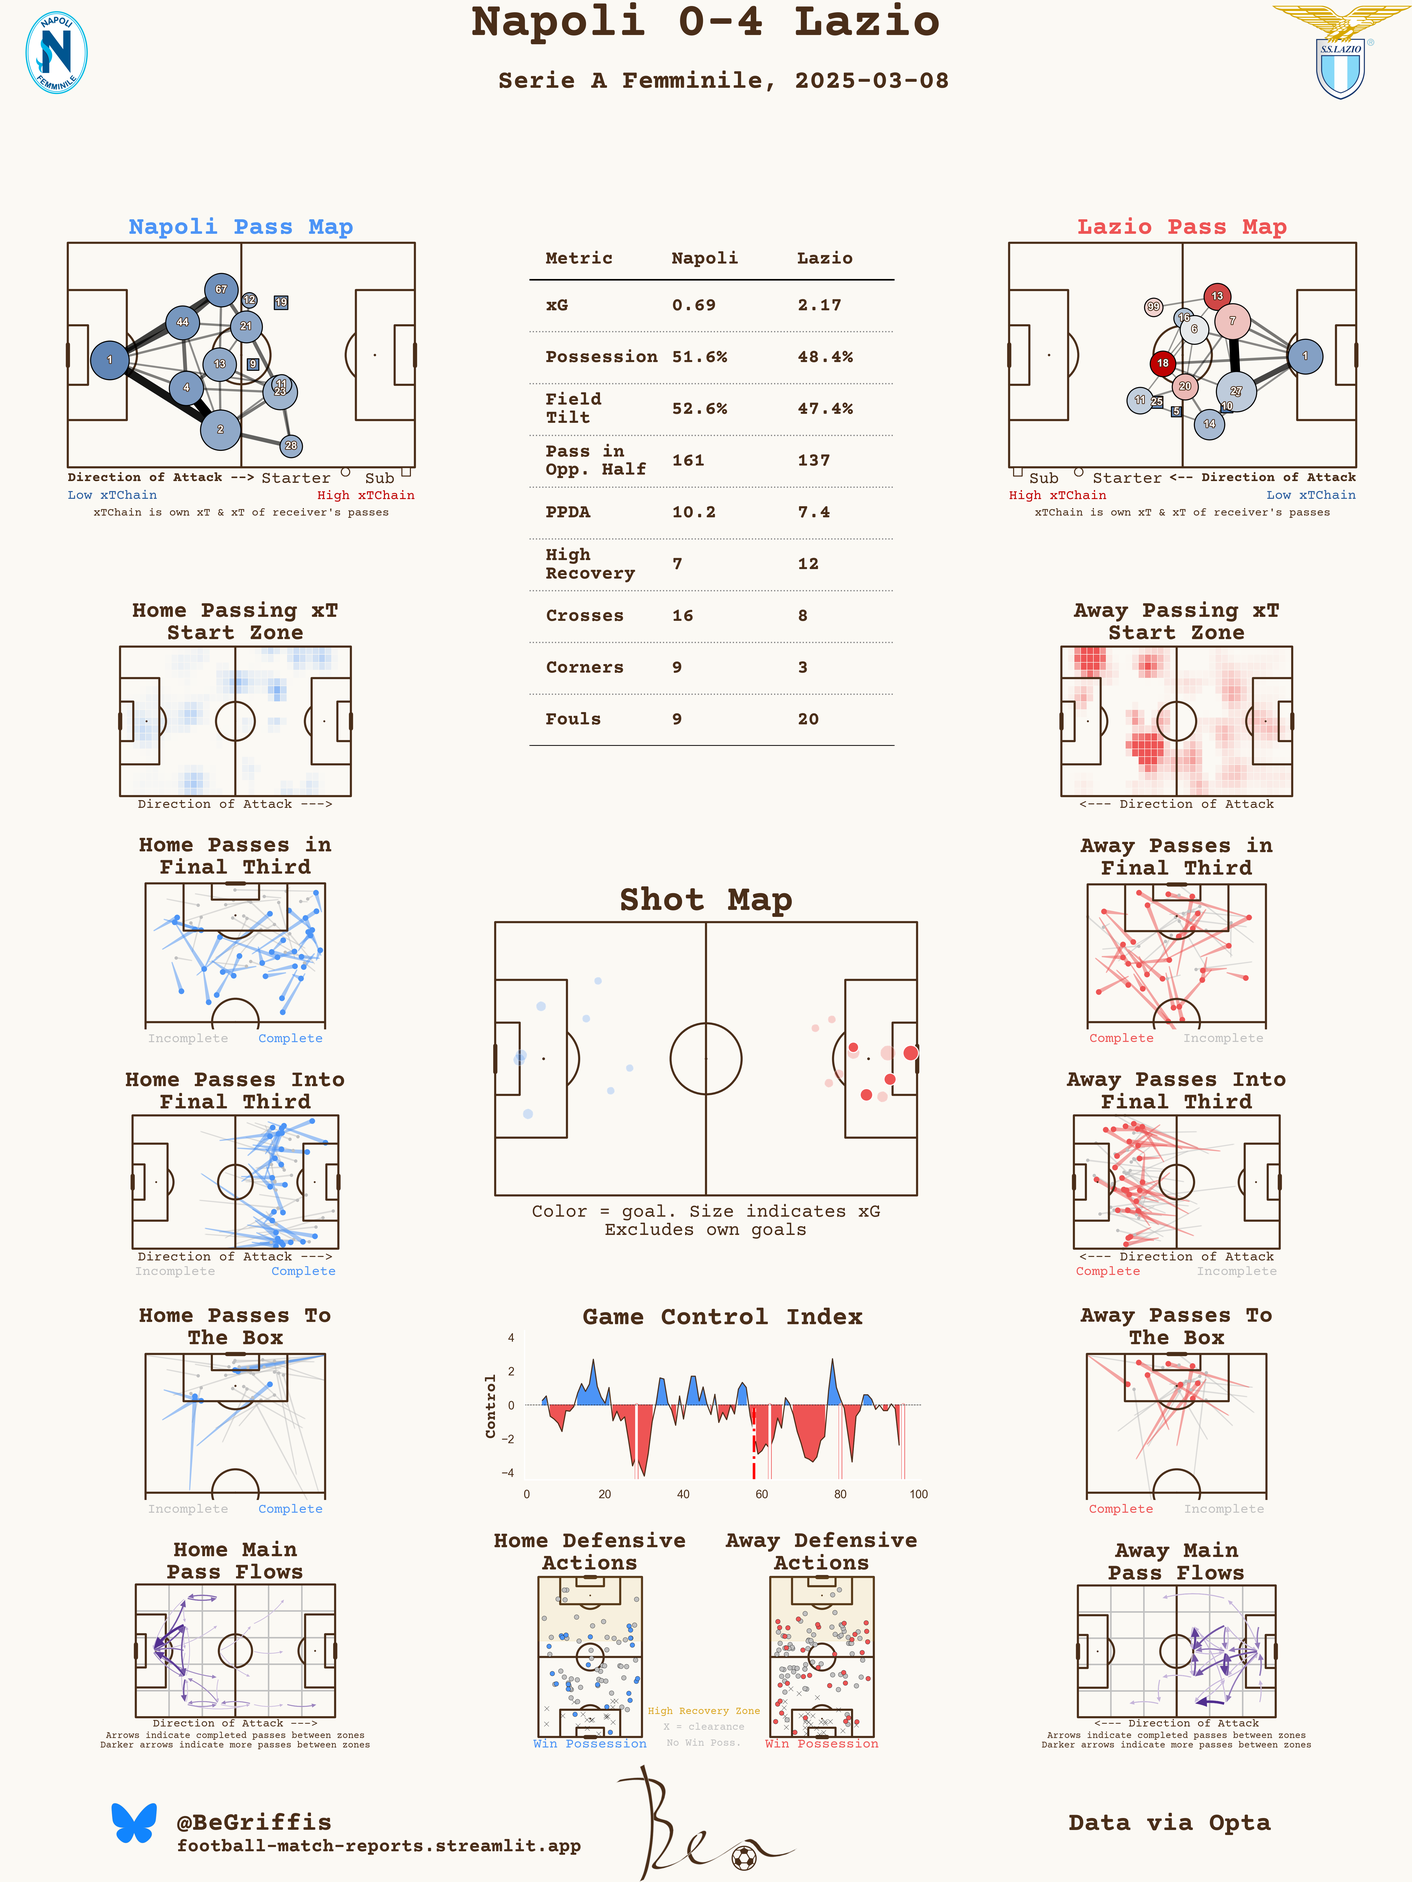 Napoli 0-4 Lazio
Serie A Femminile, 2025-03-08
NAPOLI
N
FEMMINILE
S.S.LAZIO
®
Napoli Pass Map
67
12
19
44
21
1
13
9
4
11
23
2
28
Direction of Attack --> Starter Sub
Low xTChain High xTChain
xTChain is own xT & xT of receiver's passes
Metric Napoli Lazio
xG 0.69 2.17
Possession 51.6% 48.4%
Field Tilt 52.6% 47.4%
Pass in Opp. Half 161 137
PPDA 10.2 7.4
High Recovery 7 12
Crosses 16 8
Corners 9 3
Fouls 9 20
Lazio Pass Map
13
99
16
7
6
1
18
20
27
11
25
5
10
14
Sub Starter <-- Direction of Attack
High xTChain Low xTChain
xTChain is own xT & xT of receiver's passes
Home Passing xT
Start Zone
Direction of Attack --->
Away Passing xT
Start Zone
<--- Direction of Attack
Home Passes in
Final Third
Incomplete Complete
Away Passes in
Final Third
Complete Incomplete
Shot Map
Color = goal. Size indicates xG
Excludes own goals
Home Passes Into
Final Third
Direction of Attack --->
Incomplete Complete
Away Passes Into
Final Third
<--- Direction of Attack
Complete Incomplete
Home Passes To
The Box
Incomplete Complete
Game Control Index
Control
4
2
0
−2
−4
0 20 40 60 80 100
Away Passes To
The Box
Complete Incomplete
Home Main
Pass Flows
Direction of Attack --->
Arrows indicate completed passes between zones
Darker arrows indicate more passes between zones
Home Defensive
Actions
Win Possession
High Recovery Zone
X = clearance
No Win Poss.
Away Defensive
Actions
Win Possession
Away Main
Pass Flows
<--- Direction of Attack
Arrows indicate completed passes between zones
Darker arrows indicate more passes between zones
@BeGriffis
football-match-reports.streamlit.app
Ben
Data via Opta